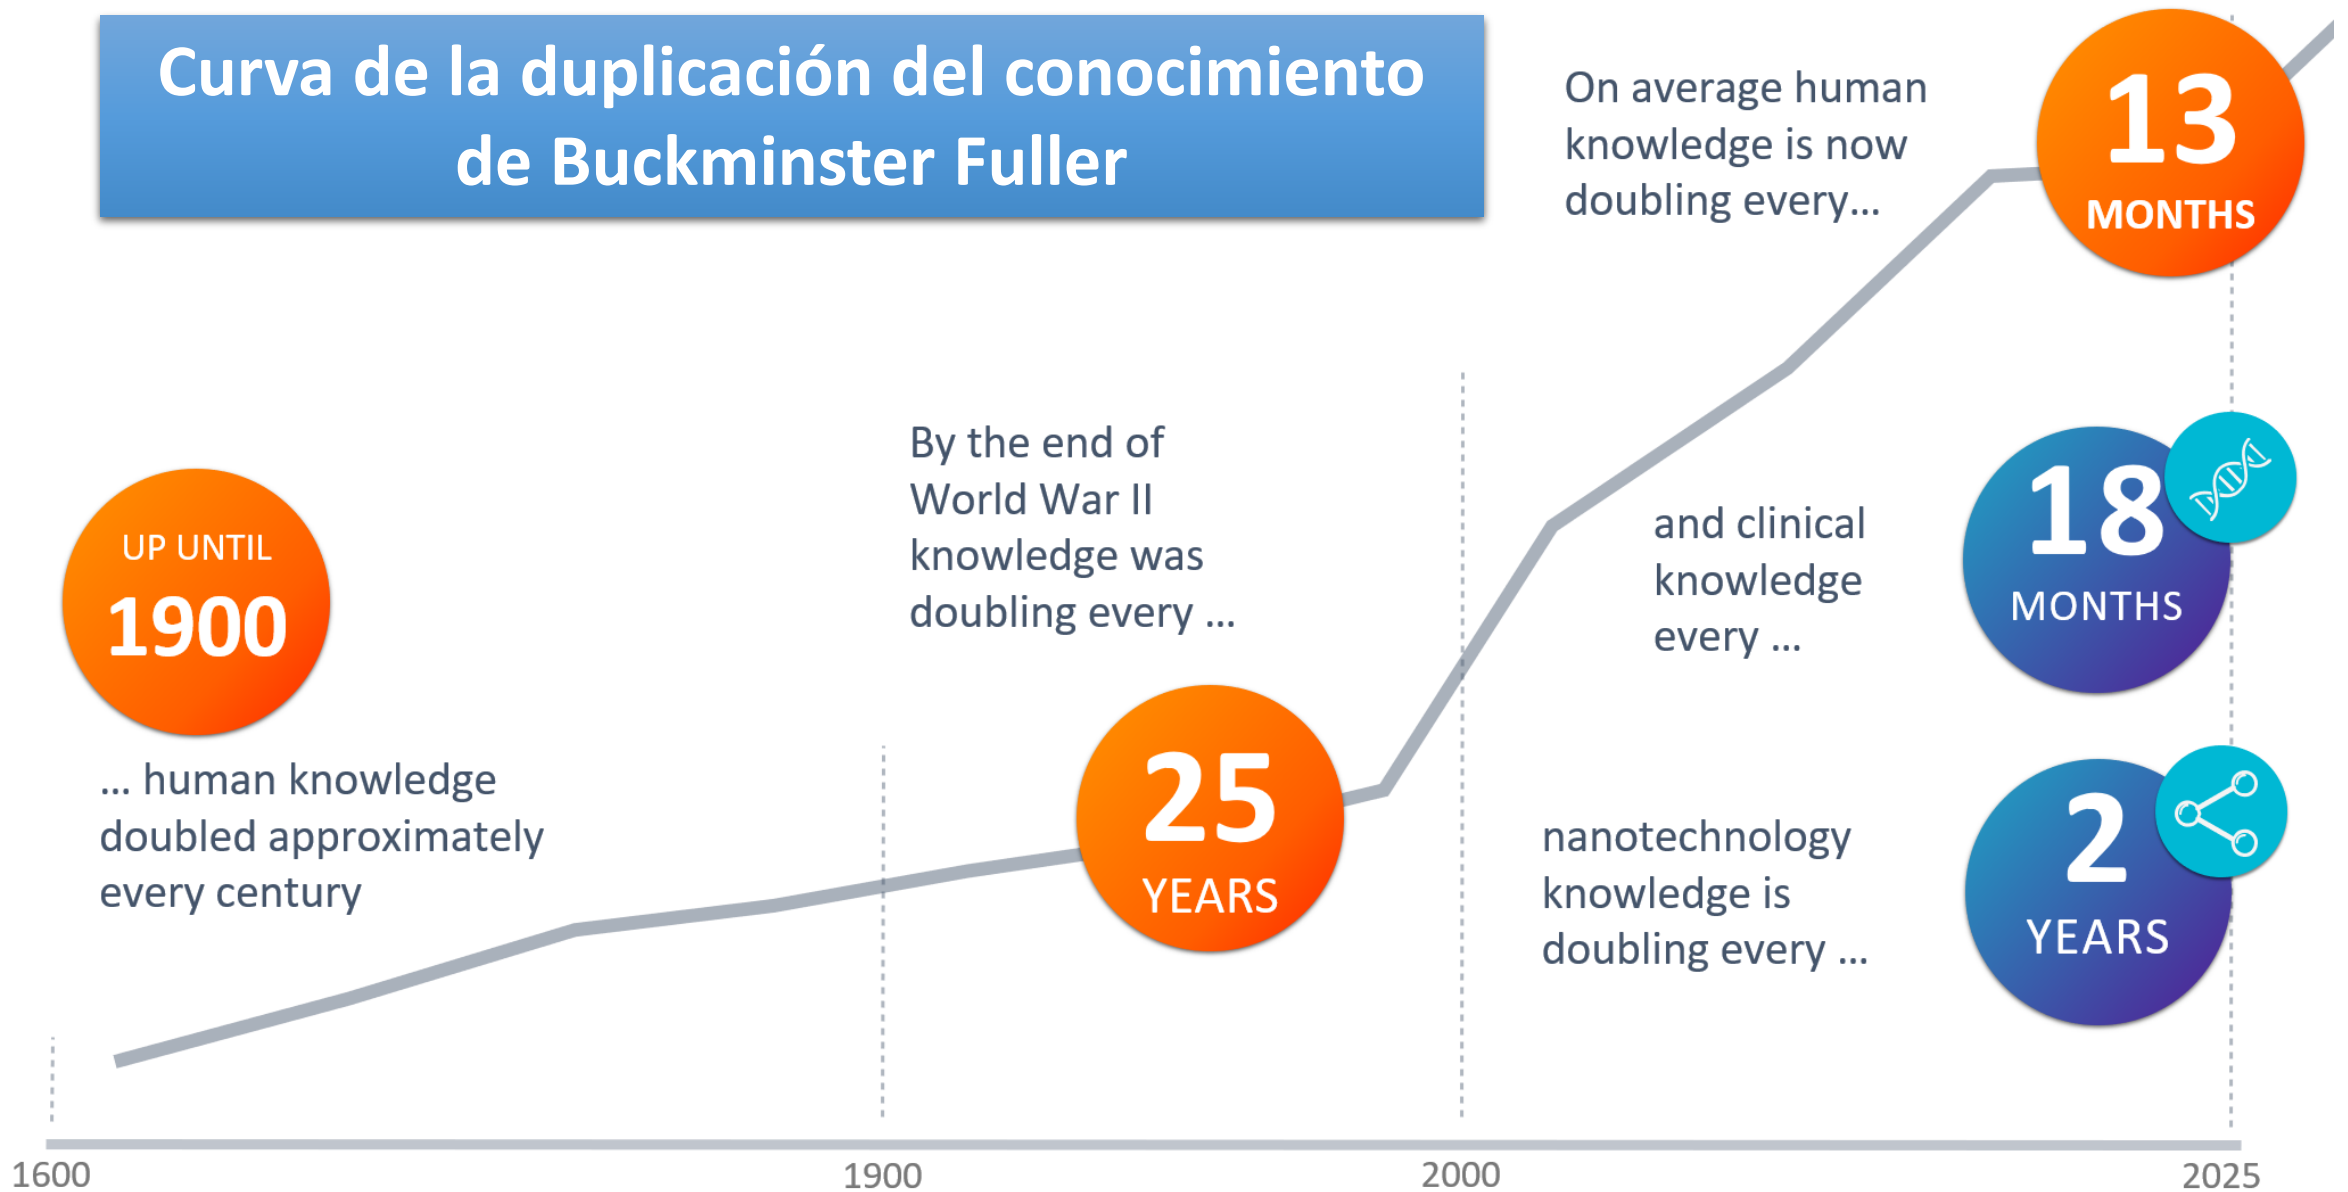 Curva de la duplicación del conocimiento
de Buckminster Fuller
UP UNTIL
1900
... human knowledge
doubled approximately
every century
By the end of
World War II
knowledge was
doubling every ...
25
YEARS
On average human
knowledge is now
doubling every...
13
MONTHS
and clinical
knowledge
every ...
18
MONTHS
nanotechnology
knowledge is
doubling every ...
2
YEARS
1600
1900
2000
2025